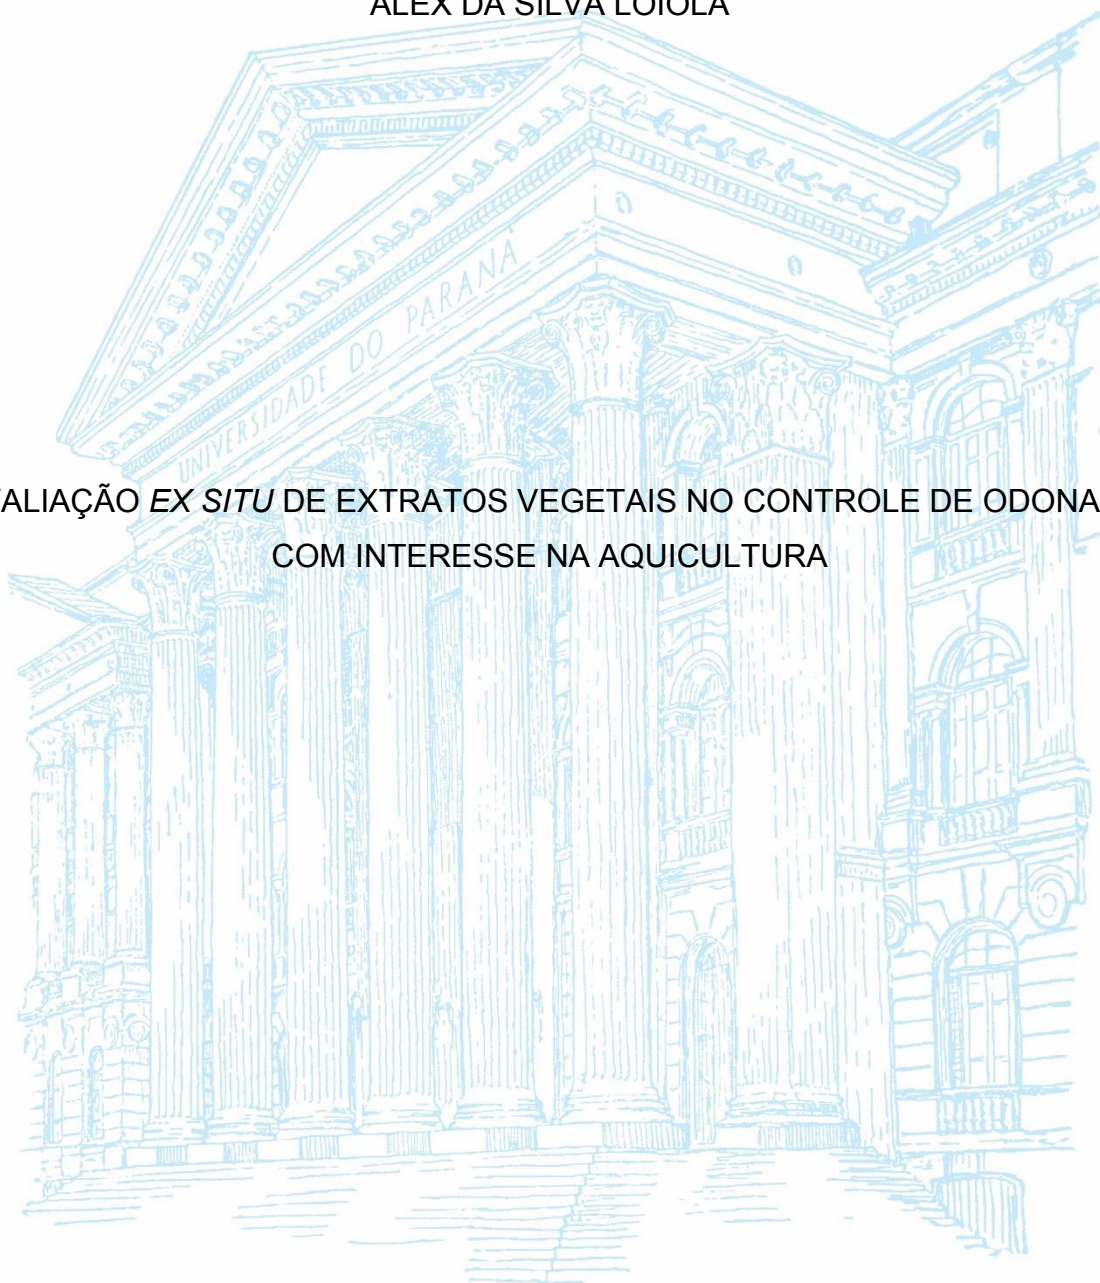 ALEX DA SILVA LOIOLA
UNIVERSIDADE DO PARANÁ
ALIAÇÃO EX SITU DE EXTRATOS VEGETAIS NO CONTROLE DE ODONA
COM INTERESSE NA AQUICULTURA